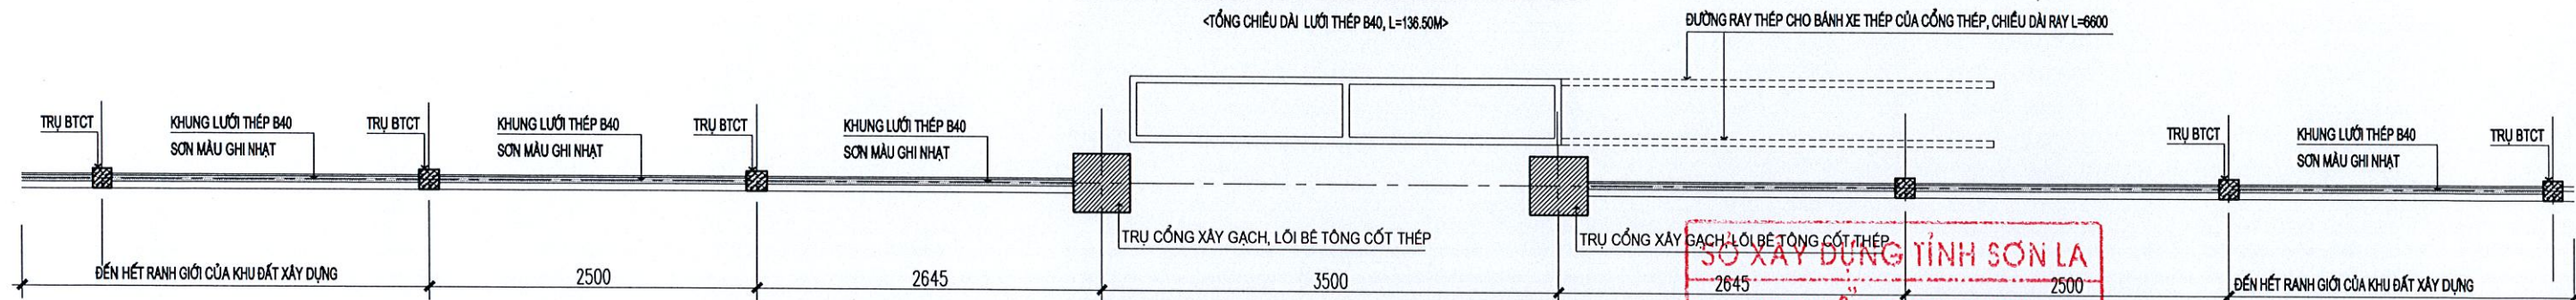 <TỔNG CHIỀU DÀI LƯỚI THÉP B40, L=136.50M>
ĐƯỜNG RAY THÉP CHO BÁNH XE THÉP CỦA CỔNG THÉP, CHIỀU DÀI RAY L=6600
TRỤ BTCT
KHUNG LƯỚI THÉP B40
SƠN MÀU GHI NHẠT
TRỤ BTCT
KHUNG LƯỚI THÉP B40
SƠN MÀU GHI NHẠT
TRỤ BTCT
KHUNG LƯỚI THÉP B40
SƠN MÀU GHI NHẠT
TRỤ BTCT
KHUNG LƯỚI THÉP B40
SƠN MÀU GHI NHẠT
TRỤ BTCT
TRỤ CỔNG XÂY GẠCH, LÕI BÊ TÔNG CỐT THÉP
TRỤ CỔNG XÂY GẠCH, LÕI BÊ TÔNG CỐT THÉP
SỞ XÂY DỰNG TỈNH SƠN LA
ĐẾN HẾT RANH GIỚI CỦA KHU ĐẤT XÂY DỰNG
2500
2645
3500
2645
2500
ĐẾN HẾT RANH GIỚI CỦA KHU ĐẤT XÂY DỰNG